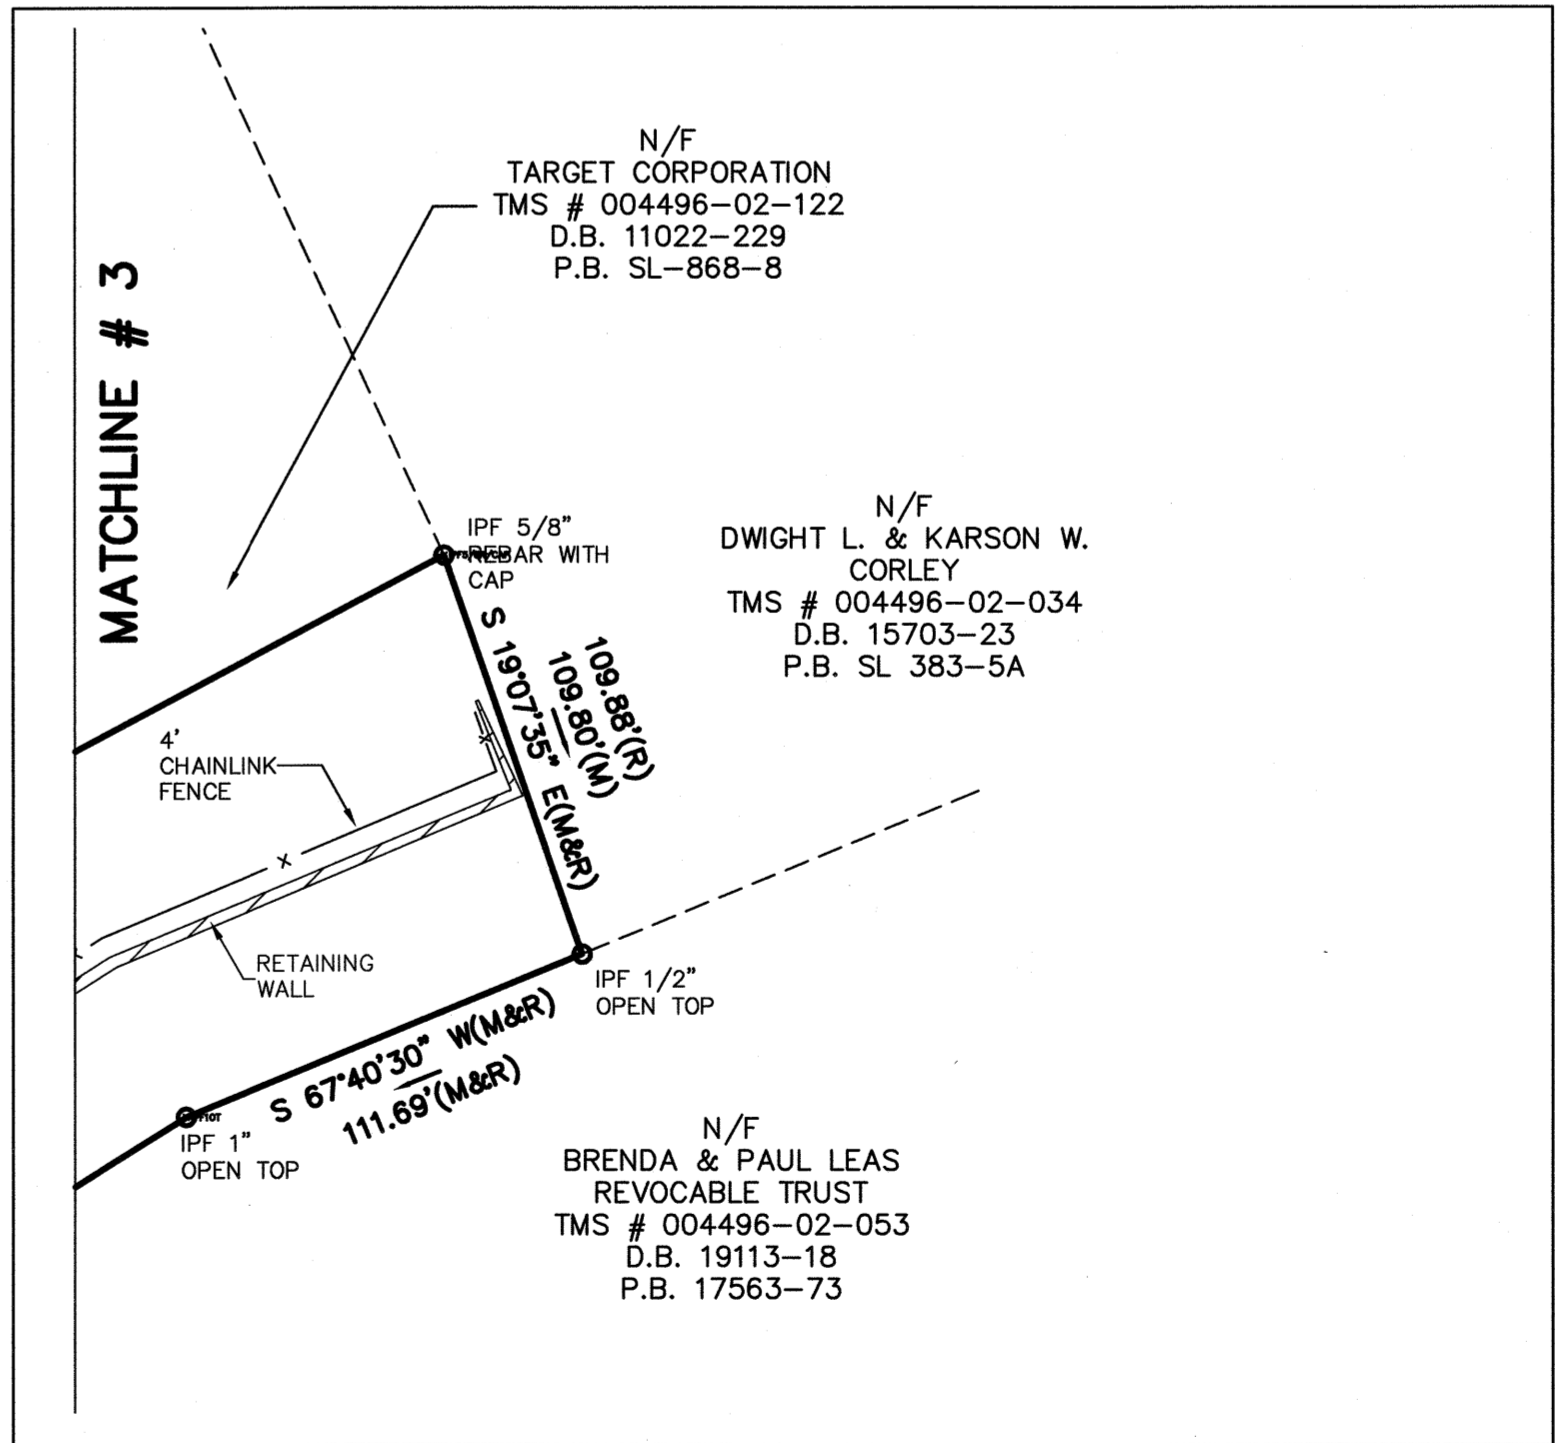 N/F
TARGET CORPORATION
TMS # 004496-02-122
D.B. 11022-229
P.B. SL-868-8
MATCHLINE # 3
IPF 5/8"
REBAR WITH
CAP
N/F
DWIGHT L. & KARSON W.
CORLEY
TMS # 004496-02-034
D.B. 15703-23
P.B. SL 383-5A
S 19°07'35" E(M&R)
109.88'(R)
109.80'(M)
4'
CHAINLINK
FENCE
RETAINING
WALL
IPF 1/2"
OPEN TOP
S 67°40'30" W(M&R)
111.69'(M&R)
IPF 1"
OPEN TOP
N/F
BRENDA & PAUL LEAS
REVOCABLE TRUST
TMS # 004496-02-053
D.B. 19113-18
P.B. 17563-73